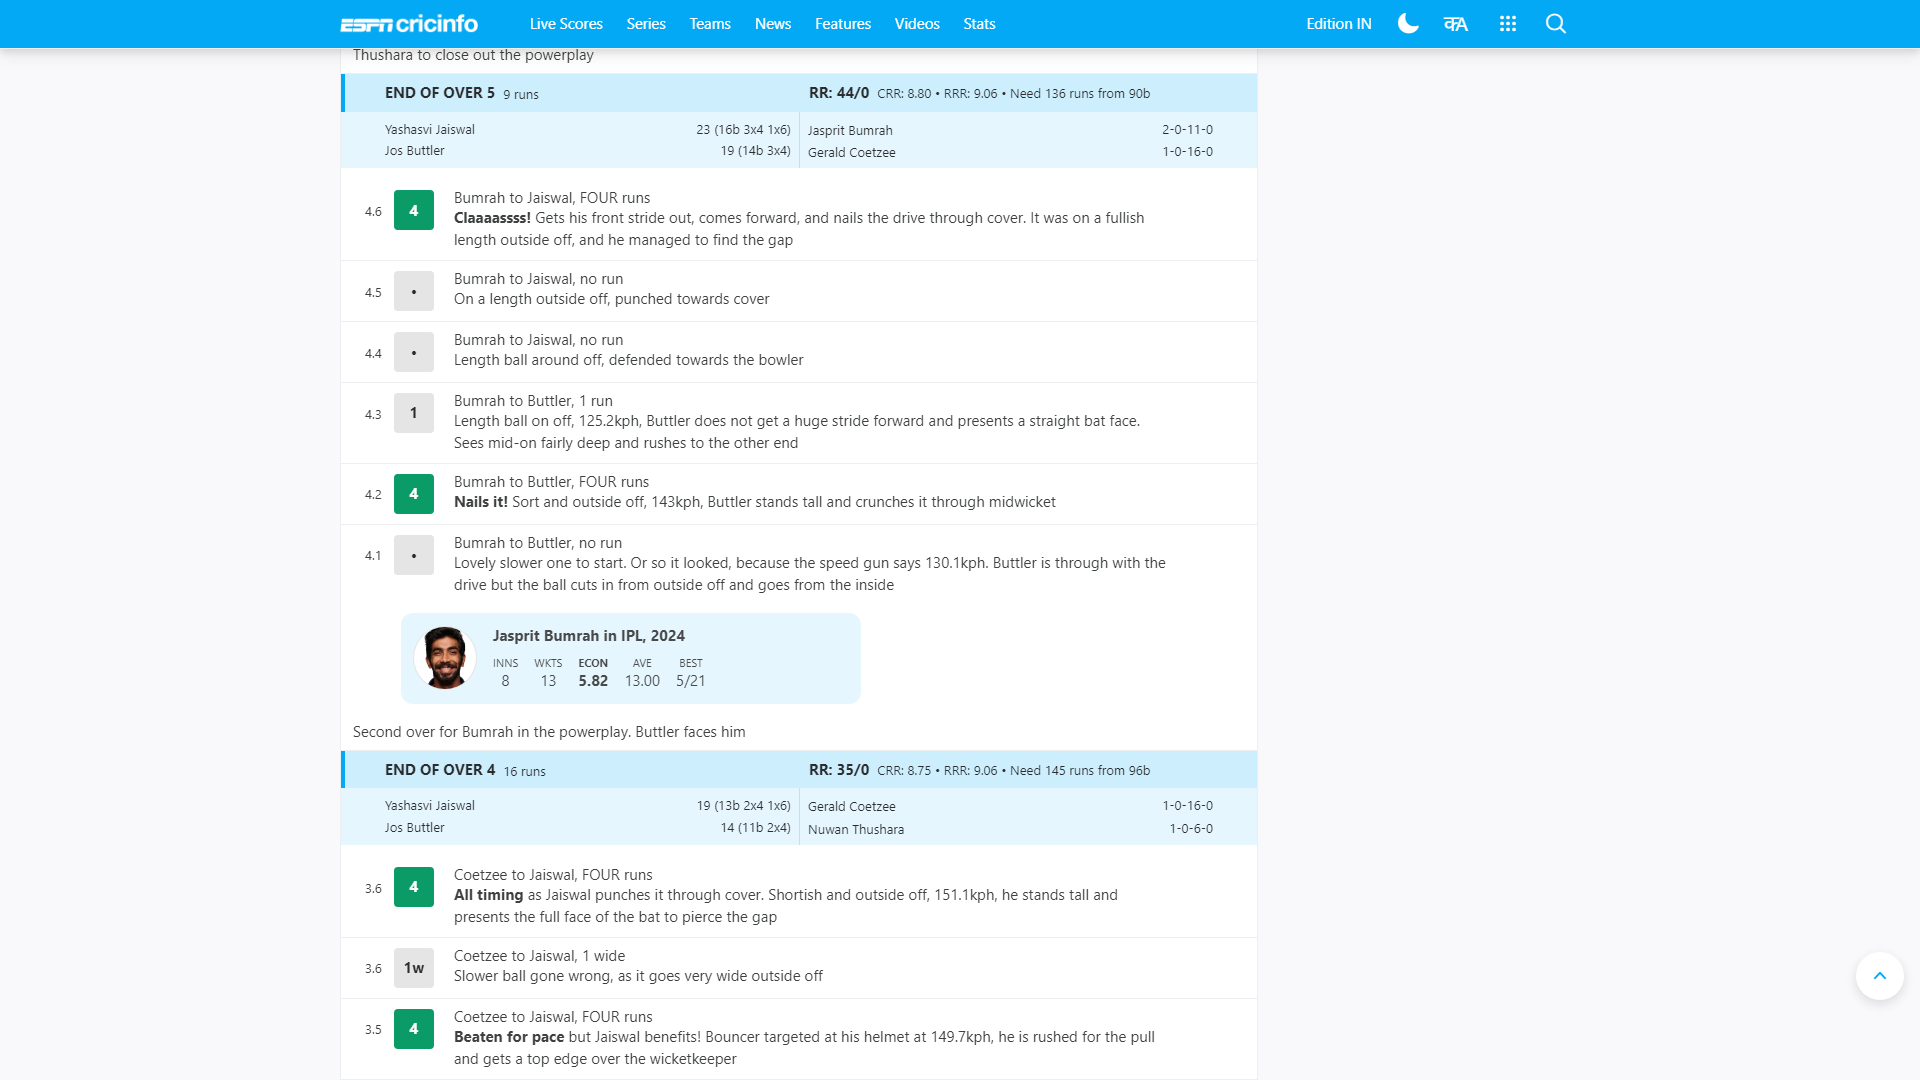 ESPN cricinfo Live Scores Series Teams News Features Videos Stats Edition IN क A
Thushara to close out the powerplay
END OF OVER 5 9 runs RR: 44/0 CRR: 8.80 • RRR: 9.06 • Need 136 runs from 90b
Yashasvi Jaiswal 23 (16b 3x4 1x6) Jasprit Bumrah 2-0-11-0
Jos Buttler 19 (14b 3x4) Gerald Coetzee 1-0-16-0
Bumrah to Jaiswal, FOUR runs
4.6 4 Claaaassss! Gets his front stride out, comes forward, and nails the drive through cover. It was on a fullish
length outside off, and he managed to find the gap
Bumrah to Jaiswal, no run
4.5 • On a length outside off, punched towards cover
Bumrah to Jaiswal, no run
4.4 • Length ball around off, defended towards the bowler
Bumrah to Buttler, 1 run
4.3 1 Length ball on off, 125.2kph, Buttler does not get a huge stride forward and presents a straight bat face.
Sees mid-on fairly deep and rushes to the other end
Bumrah to Buttler, FOUR runs
4.2 4 Nails it! Sort and outside off, 143kph, Buttler stands tall and crunches it through midwicket
Bumrah to Buttler, no run
4.1 • Lovely slower one to start. Or so it looked, because the speed gun says 130.1kph. Buttler is through with the
drive but the ball cuts in from outside off and goes from the inside
Jasprit Bumrah in IPL, 2024
INNS WKTS ECON AVE BEST
8 13 5.82 13.00 5/21
Second over for Bumrah in the powerplay. Buttler faces him
END OF OVER 4 16 runs RR: 35/0 CRR: 8.75 • RRR: 9.06 • Need 145 runs from 96b
Yashasvi Jaiswal 19 (13b 2x4 1x6) Gerald Coetzee 1-0-16-0
Jos Buttler 14 (11b 2x4) Nuwan Thushara 1-0-6-0
Coetzee to Jaiswal, FOUR runs
3.6 4 All timing as Jaiswal punches it through cover. Shortish and outside off, 151.1kph, he stands tall and
presents the full face of the bat to pierce the gap
Coetzee to Jaiswal, 1 wide
3.6 1w Slower ball gone wrong, as it goes very wide outside off
Coetzee to Jaiswal, FOUR runs
3.5 4 Beaten for pace but Jaiswal benefits! Bouncer targeted at his helmet at 149.7kph, he is rushed for the pull
and gets a top edge over the wicketkeeper